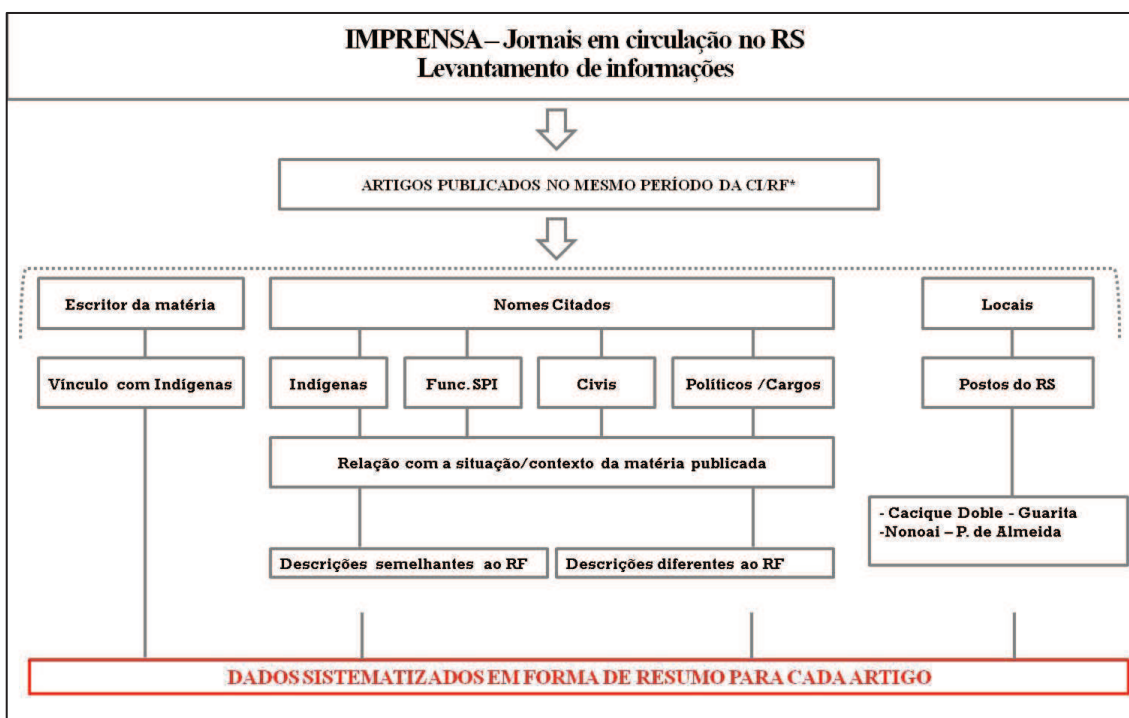 IMPRENSA – Jornais em circulação no RS
Levantamento de informações
ARTIGOS PUBLICADOS NO MESMO PERÍODO DA CI/RF*
Escritor da matéria
Nomes Citados
Locais
Vínculo com Indígenas
Indígenas
Func. SPI
Civis
Políticos /Cargos
Postos do RS
Relação com a situação/contexto da matéria publicada
- Cacique Doble - Guarita
-Nonoai – P. de Almeida
Descrições semelhantes ao RF
Descrições diferentes ao RF
DADOS SISTEMATIZADOS EM FORMA DE RESUMO PARA CADA ARTIGO